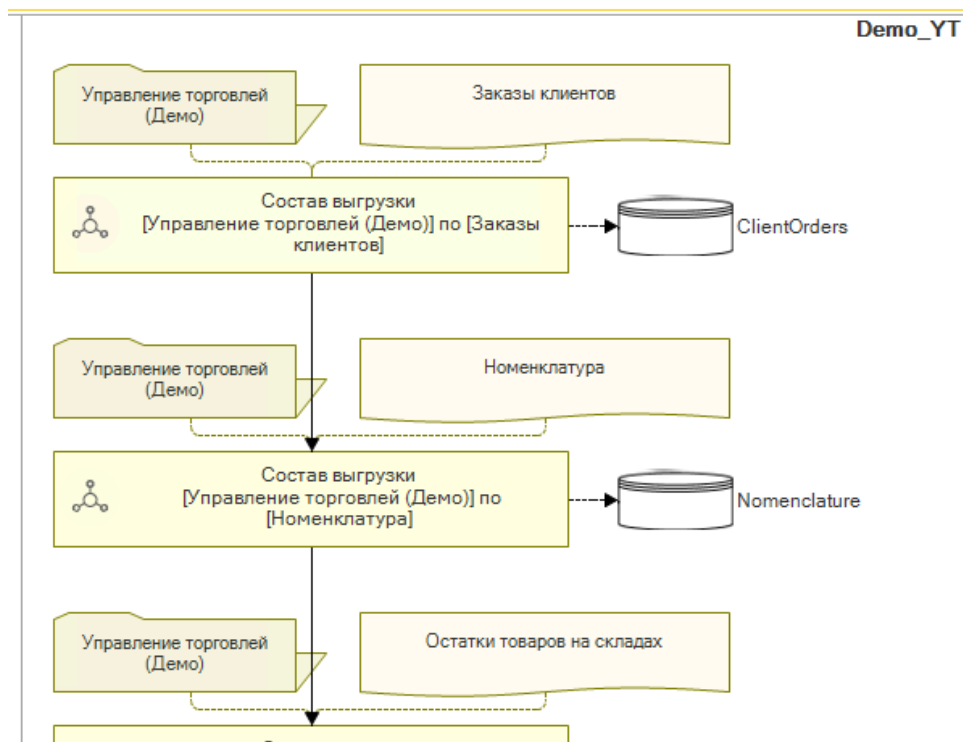 Demo_YT
Управление торговлей
(Демо)
Заказы клиентов
Состав выгрузки
[Управление торговлей (Демо)] по [Заказы
клиентов]
ClientOrders
Управление торговлей
(Демо)
Номенклатура
Состав выгрузки
[Управление торговлей (Демо)] по
[Номенклатура]
Nomenclature
Управление торговлей
(Демо)
Остатки товаров на складах